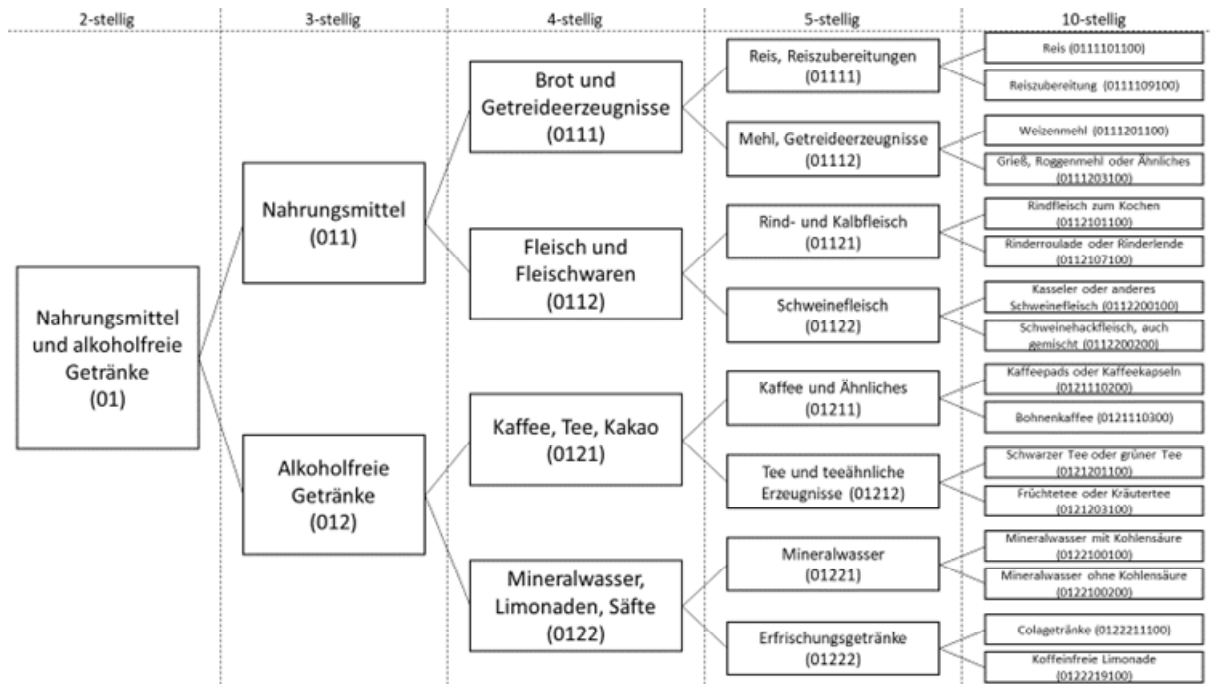 2-stellig
3-stellig
4-stellig
5-stellig
10-stellig
Nahrungsmittel
und alkoholfreie
Getränke
(01)
Nahrungsmittel
(011)
Alkoholfreie
Getränke
(012)
Brot und
Getreideerzeugnisse
(0111)
Fleisch und
Fleischwaren
(0112)
Kaffee, Tee, Kakao
(0121)
Mineralwasser,
Limonaden, Säfte
(0122)
Reis, Reiszubereitungen
(01111)
Mehl, Getreideerzeugnisse
(01112)
Rind- und Kalbfleisch
(01121)
Schweinefleisch
(01122)
Kaffee und Ähnliches
(01211)
Tee und teeähnliche
Erzeugnisse (01212)
Mineralwasser
(01221)
Erfrischungsgetränke
(01222)
Reis (0111101100)
Reiszubereitung (0111109100)
Weizenmehl (0111201100)
Grieß, Roggenmehl oder Ähnliches
(0111203100)
Rindfleisch zum Kochen
(0112101100)
Rinderroulade oder Rinderlende
(0112107100)
Kasseler oder anderes
Schweinefleisch (0112200100)
Schweinehackfleisch, auch
gemischt (0112200200)
Kaffeepads oder Kaffeekapseln
(0121110200)
Bohnenkaffee (0121110300)
Schwarzer Tee oder grüner Tee
(0121201100)
Früchtetee oder Kräutertee
(0121203100)
Mineralwasser mit Kohlensäure
(0122100100)
Mineralwasser ohne Kohlensäure
(0122100200)
Colagetränke (0122211100)
Koffeinfreie Limonade
(0122219100)